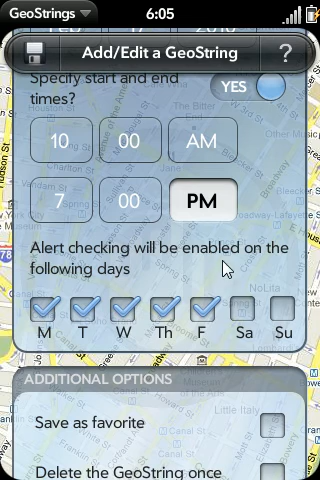 GeoStrings
6:05
Add/Edit a GeoString
?
Specify start and end
times?
YES
10 00 AM
7 00 PM
Alert checking will be enabled on the
following days
M T W Th F Sa Su
ADDITIONAL OPTIONS
Save as favorite
Delete the GeoString once